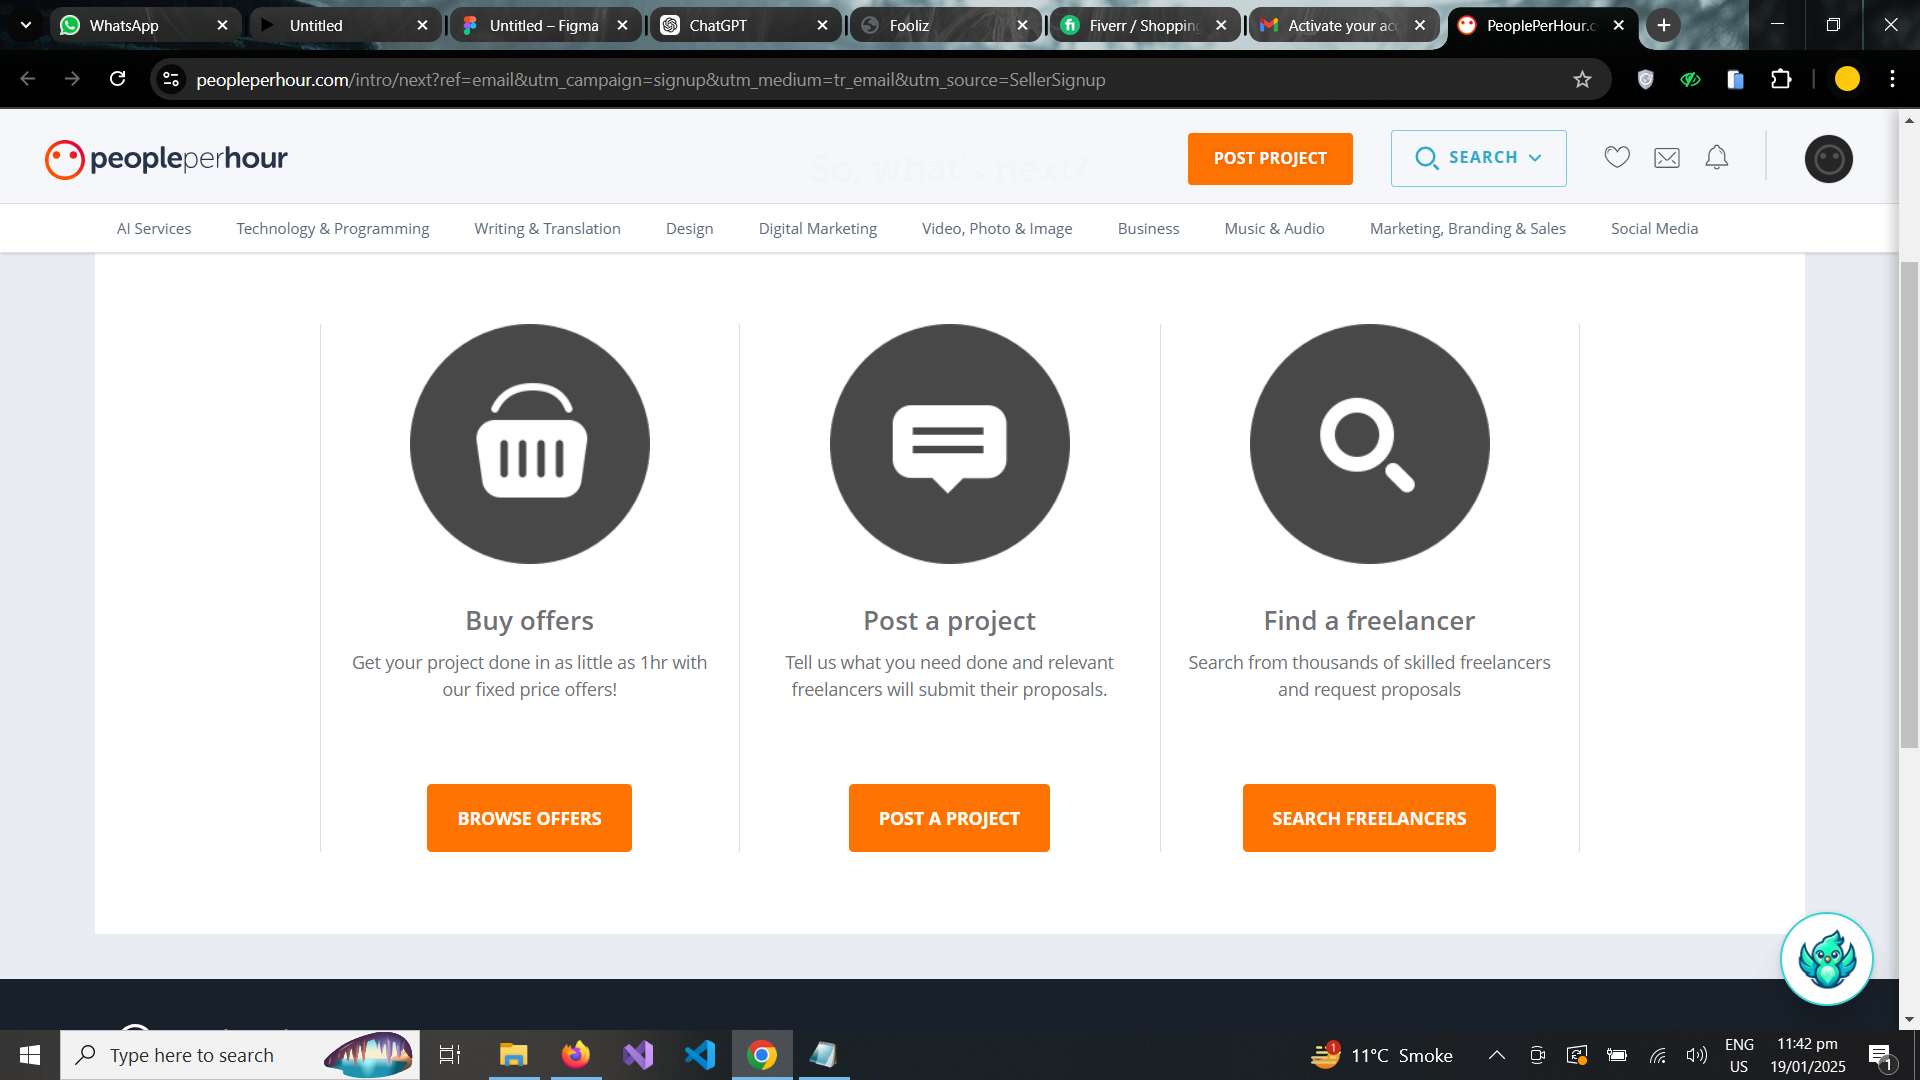 WhatsApp
Untitled
Untitled – Figma
ChatGPT
Fooliz
Fiverr / Shopping
Activate your acc
PeoplePerHour.c
peopleperhour.com/intro/next?ref=email&utm_campaign=signup&utm_medium=tr_email&utm_source=SellerSignup
peopleperhour
So, what's next?
POST PROJECT
SEARCH
AI Services
Technology & Programming
Writing & Translation
Design
Digital Marketing
Video, Photo & Image
Business
Music & Audio
Marketing, Branding & Sales
Social Media
Buy offers
Get your project done in as little as 1hr with
our fixed price offers!
BROWSE OFFERS
Post a project
Tell us what you need done and relevant
freelancers will submit their proposals.
POST A PROJECT
Find a freelancer
Search from thousands of skilled freelancers
and request proposals
SEARCH FREELANCERS
Type here to search
1
11°C Smoke
ENG
US
11:42 pm
19/01/2025
1